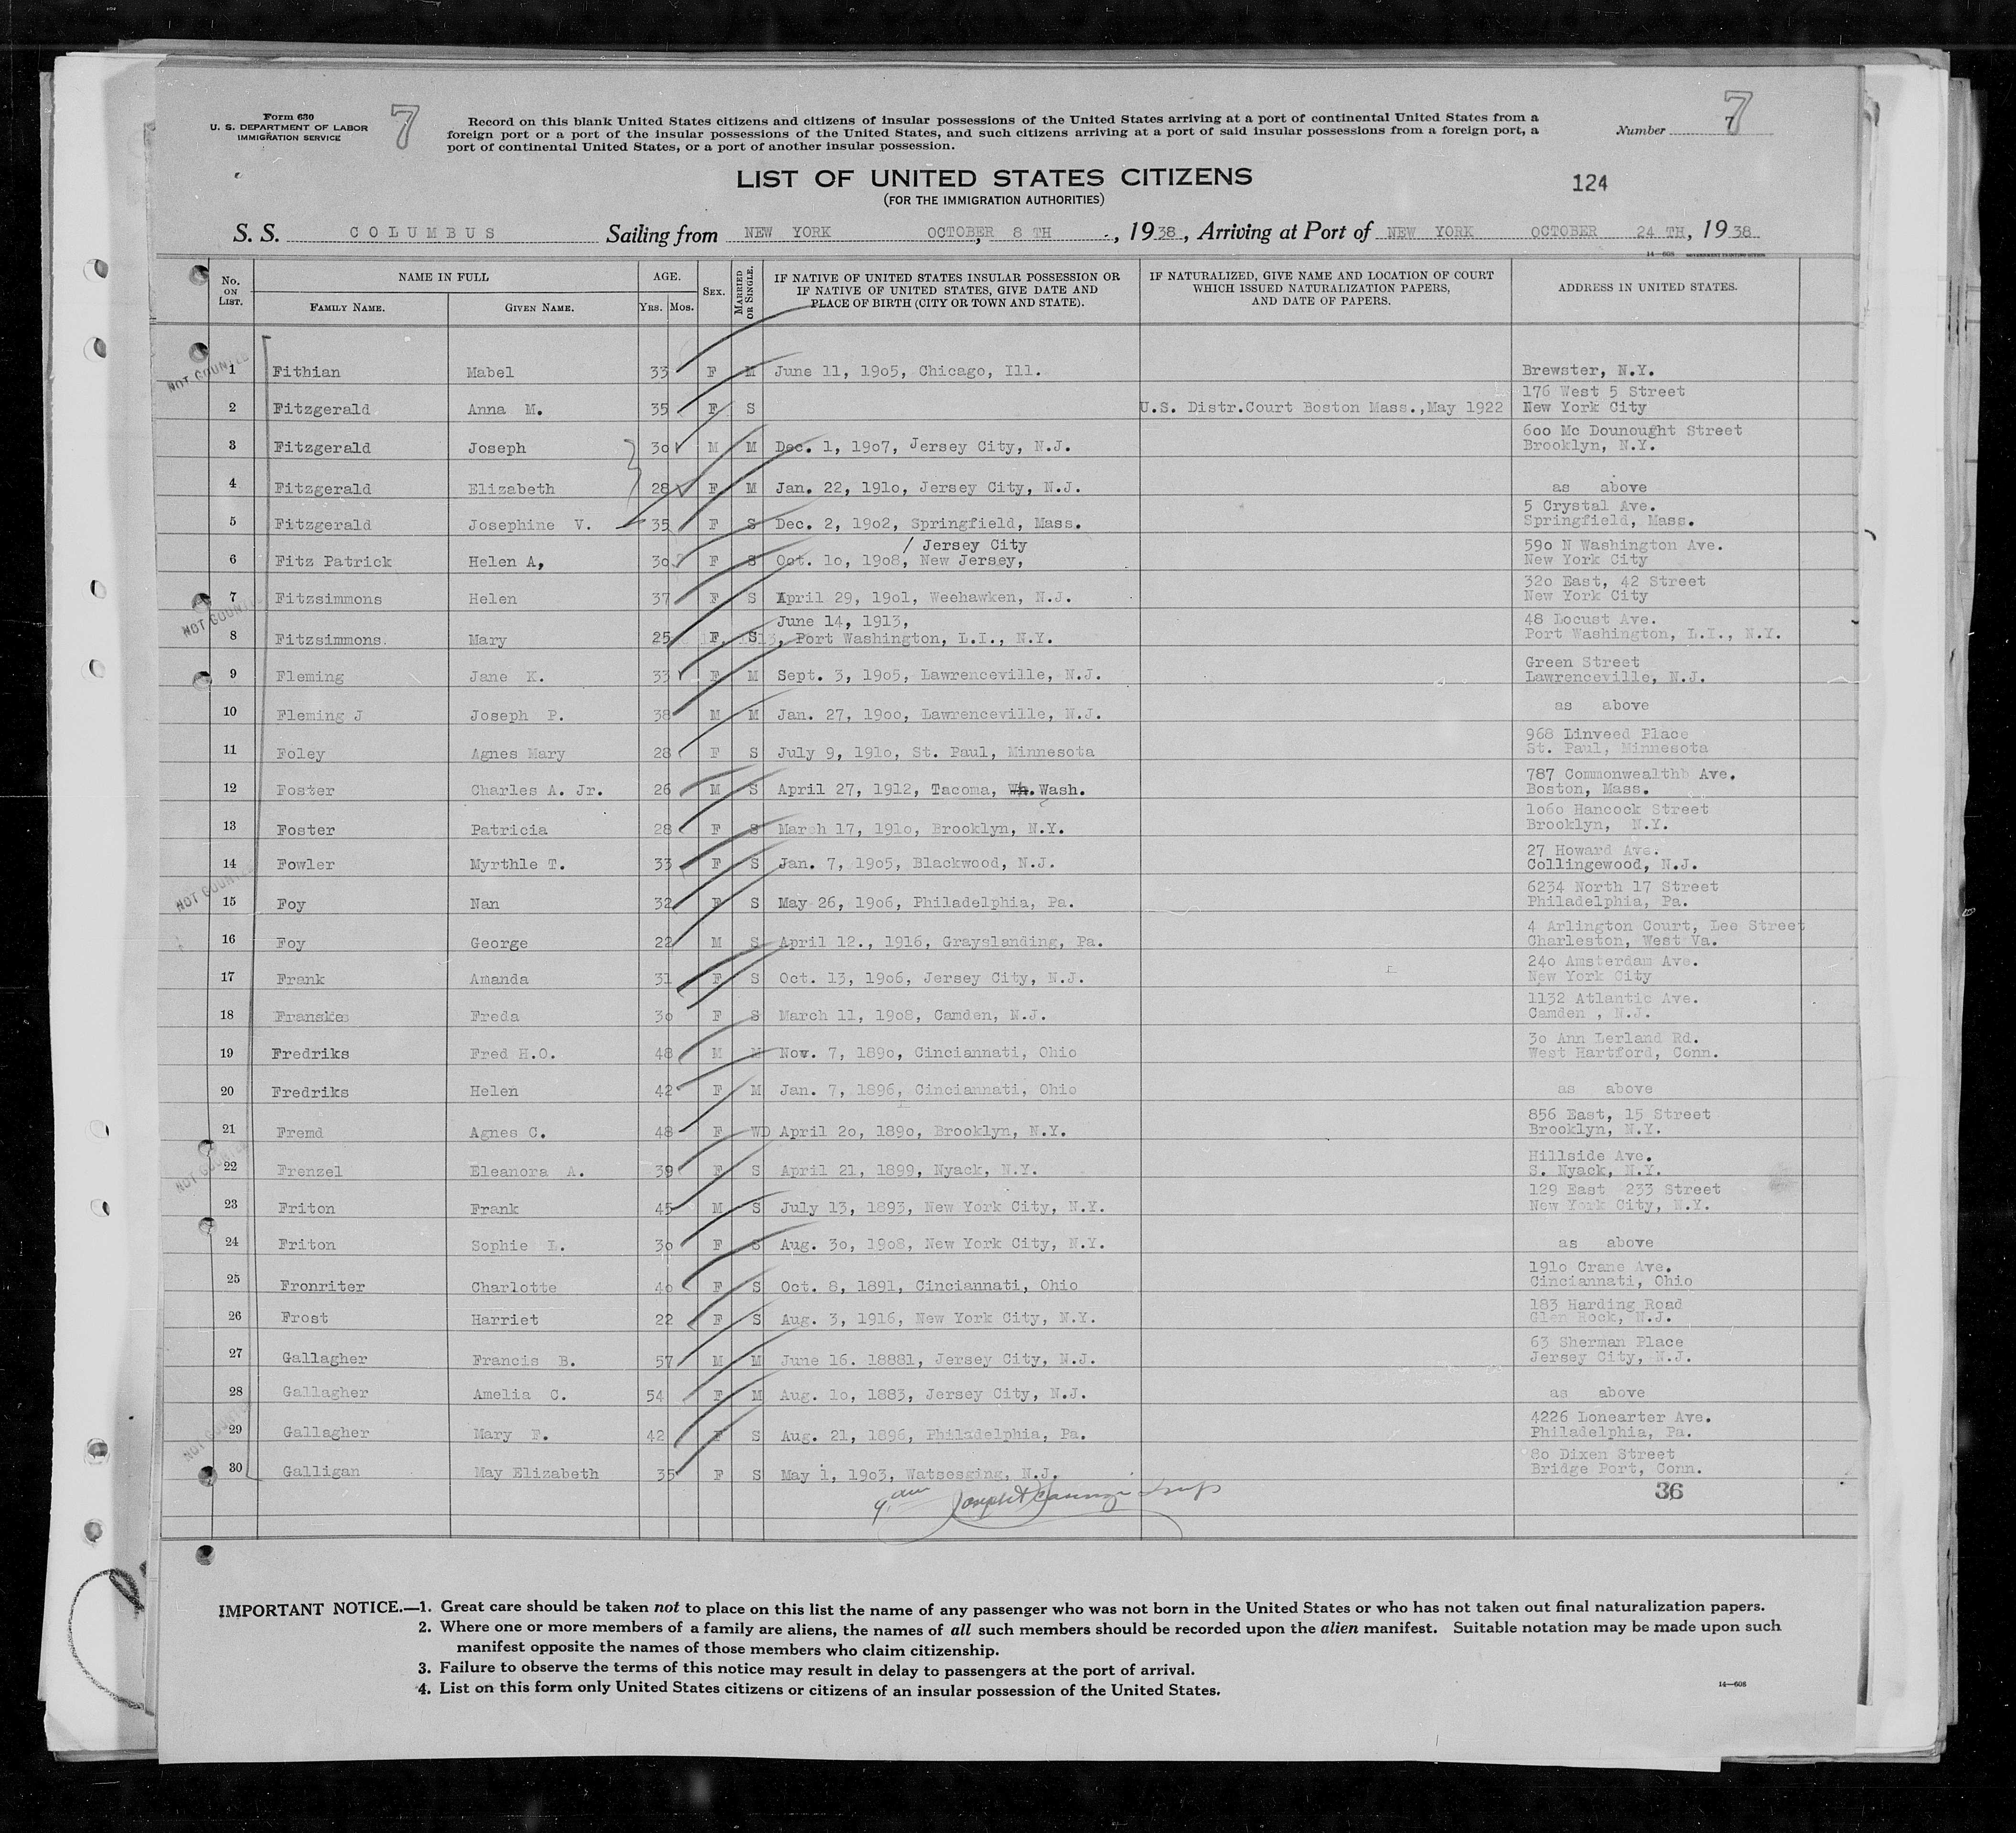 Form 630
U. S. DEPARTMENT OF LABOR
IMMIGRATION SERVICE
7
Record on this blank United States citizens and citizens of insular possessions of the United States arriving at a port of continental United States from a
foreign port or a port of the insular possessions of the United States, and such citizens arriving at a port of said insular possessions from a foreign port, a
port of continental United States, or a port of another insular possession.
Number 7
7
LIST OF UNITED STATES CITIZENS
(FOR THE IMMIGRATION AUTHORITIES)
124
S. S. COLUMBUS Sailing from NEW YORK OCTOBER, 8 TH, 1938, Arriving at Port of NEW YORK OCTOBER 24 TH, 1938
14—608 GOVERNMENT PRINTING OFFICE
No. ON LIST. NAME IN FULL AGE. SEX. MARRIED OR SINGLE. IF NATIVE OF UNITED STATES INSULAR POSSESSION OR IF NATIVE OF UNITED STATES, GIVE DATE AND PLACE OF BIRTH (CITY OR TOWN AND STATE). IF NATURALIZED, GIVE NAME AND LOCATION OF COURT WHICH ISSUED NATURALIZATION PAPERS, AND DATE OF PAPERS. ADDRESS IN UNITED STATES.
FAMILY NAME. GIVEN NAME. YRS. MOS.
NOT COUNTED
1 Fithian Mabel 33 F M June 11, 1905, Chicago, Ill. Brewster, N.Y.
2 Fitzgerald Anna M. 35 F S U.S. Distr.Court Boston Mass.,May 1922 176 West 5 Street
New York City
3 Fitzgerald Joseph 30 M M Dec. 1, 1907, Jersey City, N.J. 600 Mc Dounought Street
Brooklyn, N.Y.
4 Fitzgerald Elizabeth 28 F M Jan. 22, 1910, Jersey City, N.J. as above
5 Fitzgerald Josephine V. 35 F S Dec. 2, 1902, Springfield, Mass. 5 Crystal Ave.
Springfield, Mass.
/ Jersey City
6 Fitz Patrick Helen A, 30 F S Oct. 10, 1908, New Jersey, 590 N Washington Ave.
New York City
7 Fitzsimmons Helen 37 F S April 29, 1901, Weehawken, N.J. 320 East, 42 Street
New York City
NOT COUNTED
June 14, 1913,
8 Fitzsimmons. Mary 25 F S 13, Port Washington, L.I., N.Y. 48 Locust Ave.
Port Washington, L.I., N.Y.
9 Fleming Jane K. 33 F M Sept. 3, 1905, Lawrenceville, N.J. Green Street
Lawrenceville, N.J.
10 Fleming J Joseph P. 38 M M Jan. 27, 1900, Lawrenceville, N.J. as above
11 Foley Agnes Mary 28 F S July 9, 1910, St. Paul, Minnesota 968 Linveed Place
St. Paul, Minnesota
12 Foster Charles A. Jr. 26 M S April 27, 1912, Tacoma, Wh. Wash. 787 Commonwealthb Ave.
Boston, Mass.
13 Foster Patricia 28 F S March 17, 1910, Brooklyn, N.Y. 1060 Hancock Street
Brooklyn, N.Y.
14 Fowler Myrthle T. 33 F S Jan. 7, 1905, Blackwood, N.J. 27 Howard Ave.
Collingewood, N.J.
NOT COUNTED
15 Foy Nan 32 F S May 26, 1906, Philadelphia, Pa. 6234 North 17 Street
Philadelphia, Pa.
16 Foy George 22 M S April 12., 1916, Grayslanding, Pa. 4 Arlington Court, Lee Street
Charleston, West Va.
17 Frank Amanda 31 F S Oct. 13, 1906, Jersey City, N.J. 240 Amsterdam Ave.
New York City
18 Franske Freda 30 F S March 11, 1908, Camden, N.J. 1132 Atlantic Ave.
Camden , N.J.
19 Fredriks Fred H.O. 48 M M Nov. 7, 1890, Cinciannati, Ohio 30 Ann Lerland Rd.
West Hartford, Conn.
20 Fredriks Helen 42 F M Jan. 7, 1896, Cinciannati, Ohio as above
21 Fremd Agnes C. 48 F WD April 20, 1890, Brooklyn, N.Y. 856 East, 15 Street
Brooklyn, N.Y.
NOT COUNTED
22 Frenzel Eleanora A. 39 F S April 21, 1899, Nyack, N.Y. Hillside Ave.
S. Nyack, N.Y.
23 Friton Frank 45 M S July 13, 1893, New York City, N.Y. 129 East 233 Street
New York City, N.Y.
24 Friton Sophie L. 30 F S Aug. 30, 1908, New York City, N.Y. as above
25 Fronriter Charlotte 40 F S Oct. 8, 1891, Cinciannati, Ohio 1910 Crane Ave.
Cinciannati, Ohio
26 Frost Harriet 22 F S Aug. 3, 1916, New York City, N.Y. 183 Harding Road
Glen Rock, N.J.
27 Gallagher Francis B. 57 M M June 16. 18881, Jersey City, N.J. 63 Sherman Place
Jersey City, N.J.
28 Gallagher Amelia C. 54 F M Aug. 10, 1883, Jersey City, N.J. as above
NOT COUNTED
29 Gallagher Mary F. 42 F S Aug. 21, 1896, Philadelphia, Pa. 4226 Lonearter Ave.
Philadelphia, Pa.
30 Galligan May Elizabeth 35 F S May 1, 1903, Watsesging, N.J. 80 Dixen Street
Bridge Port, Conn.
36
IMPORTANT NOTICE.—1. Great care should be taken not to place on this list the name of any passenger who was not born in the United States or who has not taken out final naturalization papers.
2. Where one or more members of a family are aliens, the names of all such members should be recorded upon the alien manifest. Suitable notation may be made upon such
manifest opposite the names of those members who claim citizenship.
3. Failure to observe the terms of this notice may result in delay to passengers at the port of arrival.
4. List on this form only United States citizens or citizens of an insular possession of the United States.
14—608